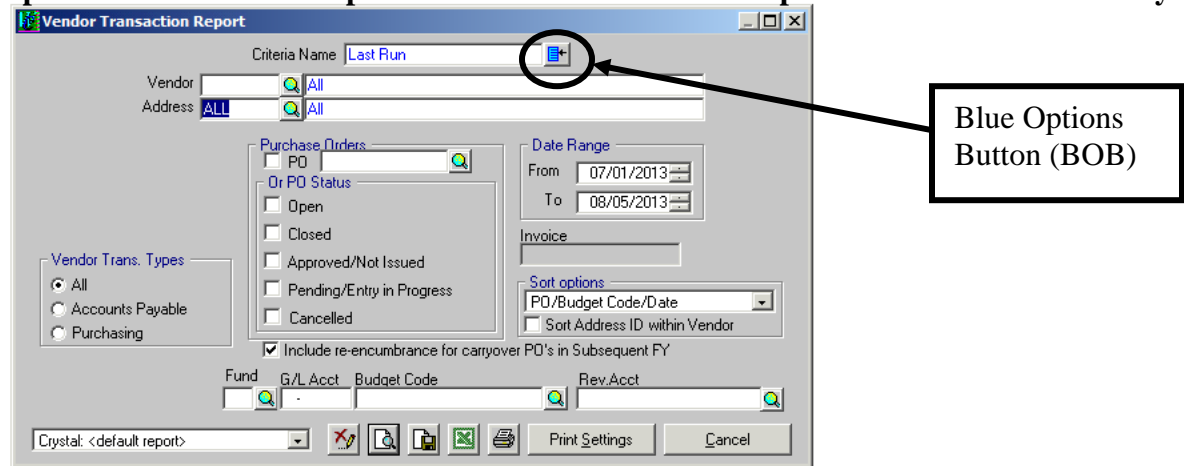 Vendor Transaction Report
Criteria Name Last Run
Vendor All
Address ALL All
Blue Options
Button (BOB)
Purchase Orders
PO
Or PO Status
Open
Closed
Approved/Not Issued
Pending/Entry in Progress
Cancelled
Date Range
From 07/01/2013
To 08/05/2013
Invoice
Vendor Trans. Types
All
Accounts Payable
Purchasing
Sort options
PO/Budget Code/Date
Sort Address ID within Vendor
Include re-encumbrance for carryover PO's in Subsequent FY
Fund G/L Acct Budget Code Rev.Acct
-
Crystal: <default report> Print Settings Cancel